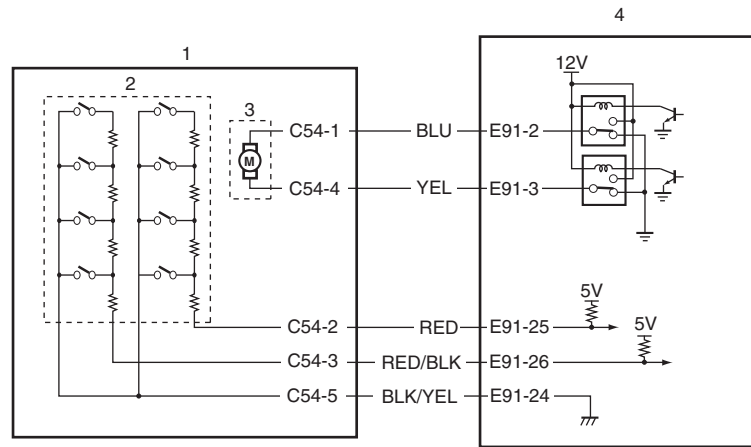 4
1
2
12V
3
C54-1 BLU E91-2
M
C54-4 YEL E91-3
5V
5V
C54-2 RED E91-25
C54-3 RED/BLK E91-26
C54-5 BLK/YEL E91-24